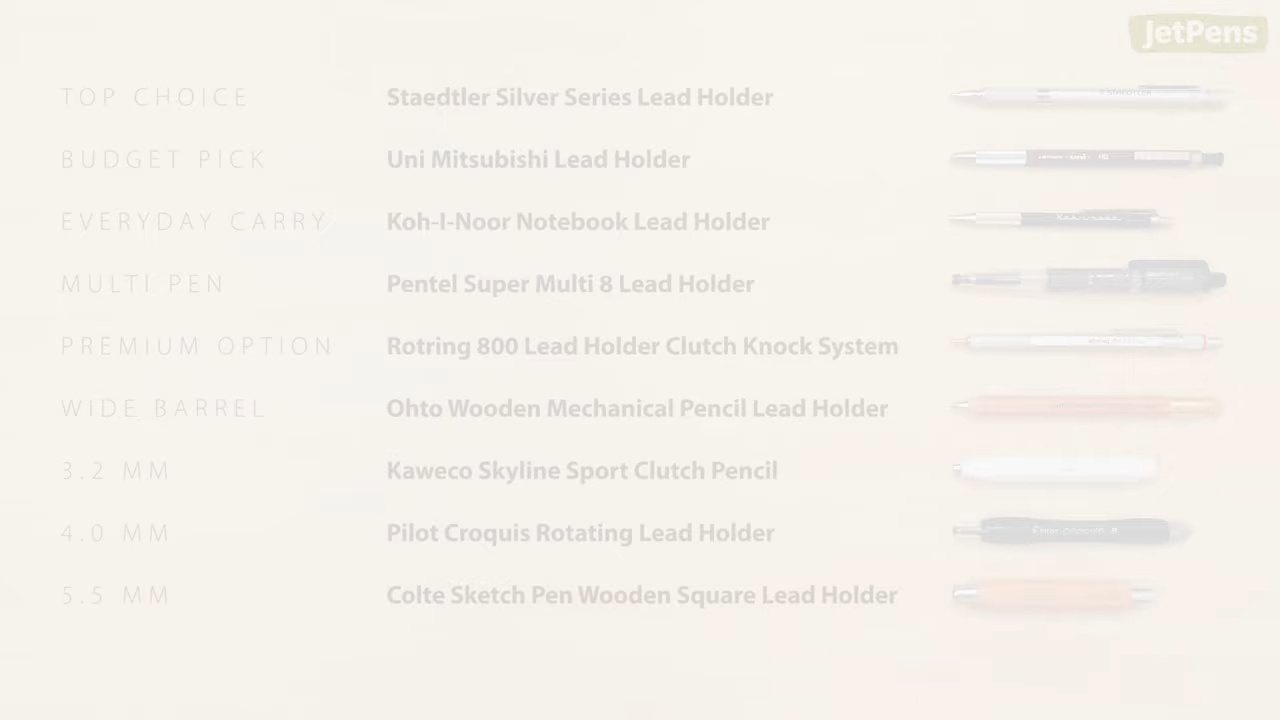 JetPens
TOP CHOICE Staedtler Silver Series Lead Holder
BUDGET PICK Uni Mitsubishi Lead Holder
EVERYDAY CARRY Koh-I-Noor Notebook Lead Holder
MULTI PEN Pentel Super Multi 8 Lead Holder
PREMIUM OPTION Rotring 800 Lead Holder Clutch Knock System
WIDE BARREL Ohto Wooden Mechanical Pencil Lead Holder
3.2 MM Kaweco Skyline Sport Clutch Pencil
4.0 MM Pilot Croquis Rotating Lead Holder
5.5 MM Colte Sketch Pen Wooden Square Lead Holder